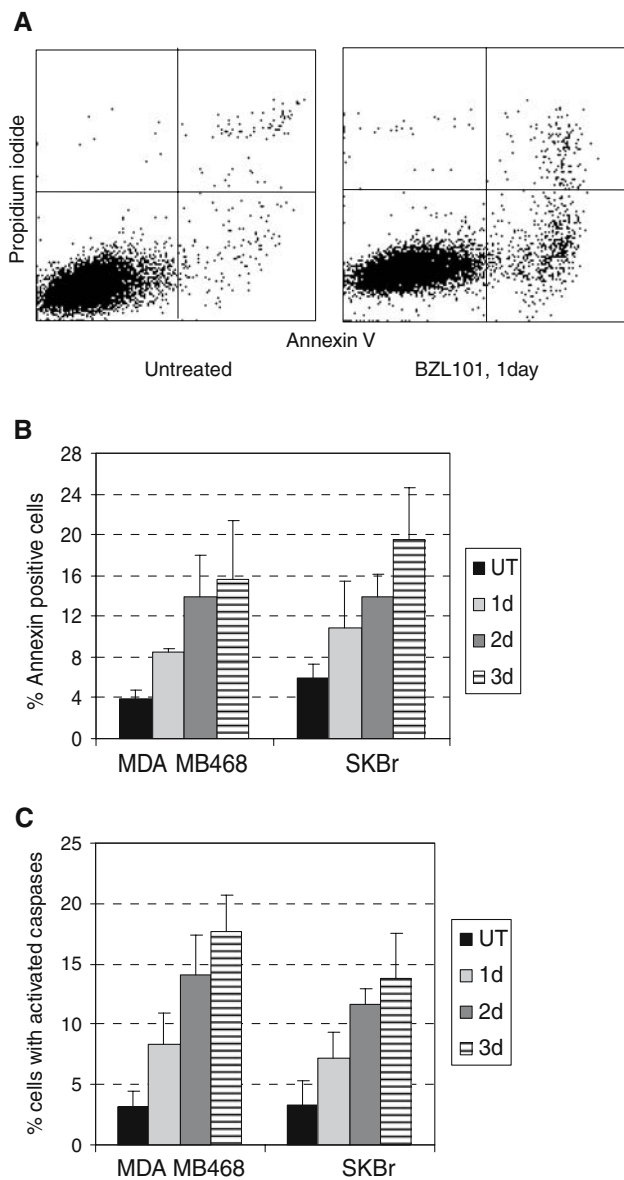 A
Propidium iodide
Annexin V
Untreated
BZL101, 1day
B
% Annexin positive cells
28
24
20
16
12
8
4
0
MDA MB468
SKBr
UT
1d
2d
3d
C
% cells with activated caspases
25
20
15
10
5
0
MDA MB468
SKBr
UT
1d
2d
3d